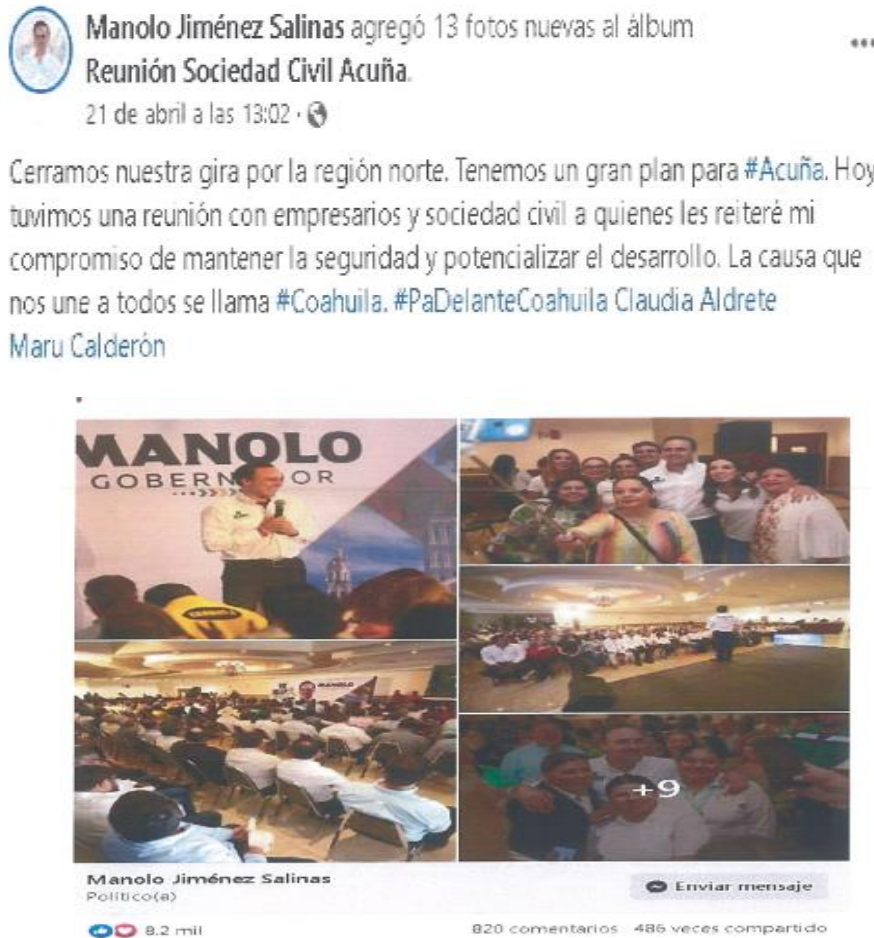 Manolo Jiménez Salinas agregó 13 fotos nuevas al álbum
Reunión Sociedad Civil Acuña.
21 de abril a las 13:02 ·
Cerramos nuestra gira por la región norte. Tenemos un gran plan para #Acuña. Hoy
tuvimos una reunión con empresarios y sociedad civil a quienes les reiteré mi
compromiso de mantener la seguridad y potencializar el desarrollo. La causa que
nos une a todos se llama #Coahuila. #PaDelanteCoahuila Claudia Aldrete
Maru Calderón
MANOLO
GOBERN OR
MANOLO
+9
Manolo Jiménez Salinas
Político(a)
Enviar mensaje
8.2 mil
820 comentarios 486 veces compartido